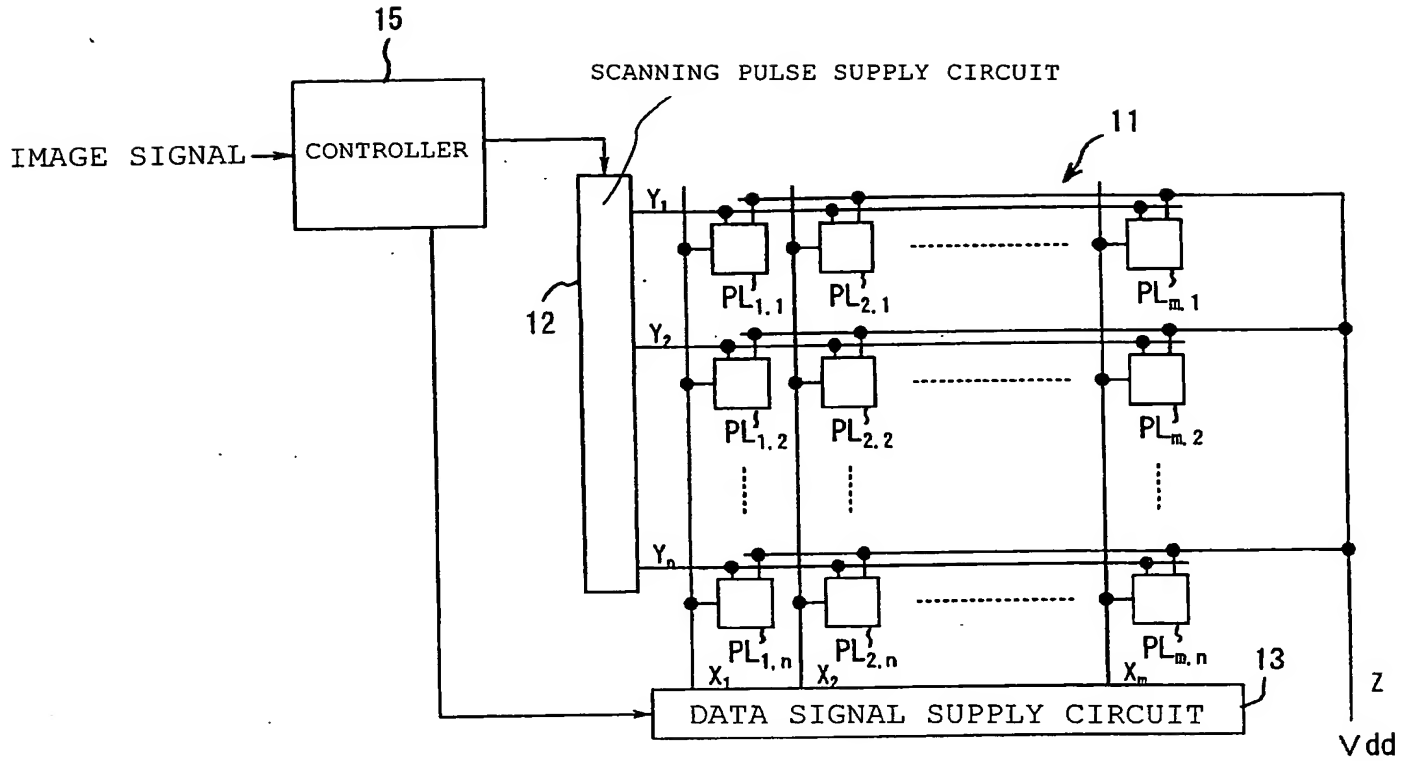 15
SCANNING PULSE SUPPLY CIRCUIT
IMAGE SIGNAL
CONTROLLER
11
Y₁
PL₁.₁ PL₂.₁ PLₘ.₁
12
Y₂
PL₁.₂ PL₂.₂ PLₘ.₂
Yₙ
PL₁.ₙ PL₂.ₙ PLₘ.ₙ
X₁ X₂ Xₘ
13
Z
DATA SIGNAL SUPPLY CIRCUIT
Vdd